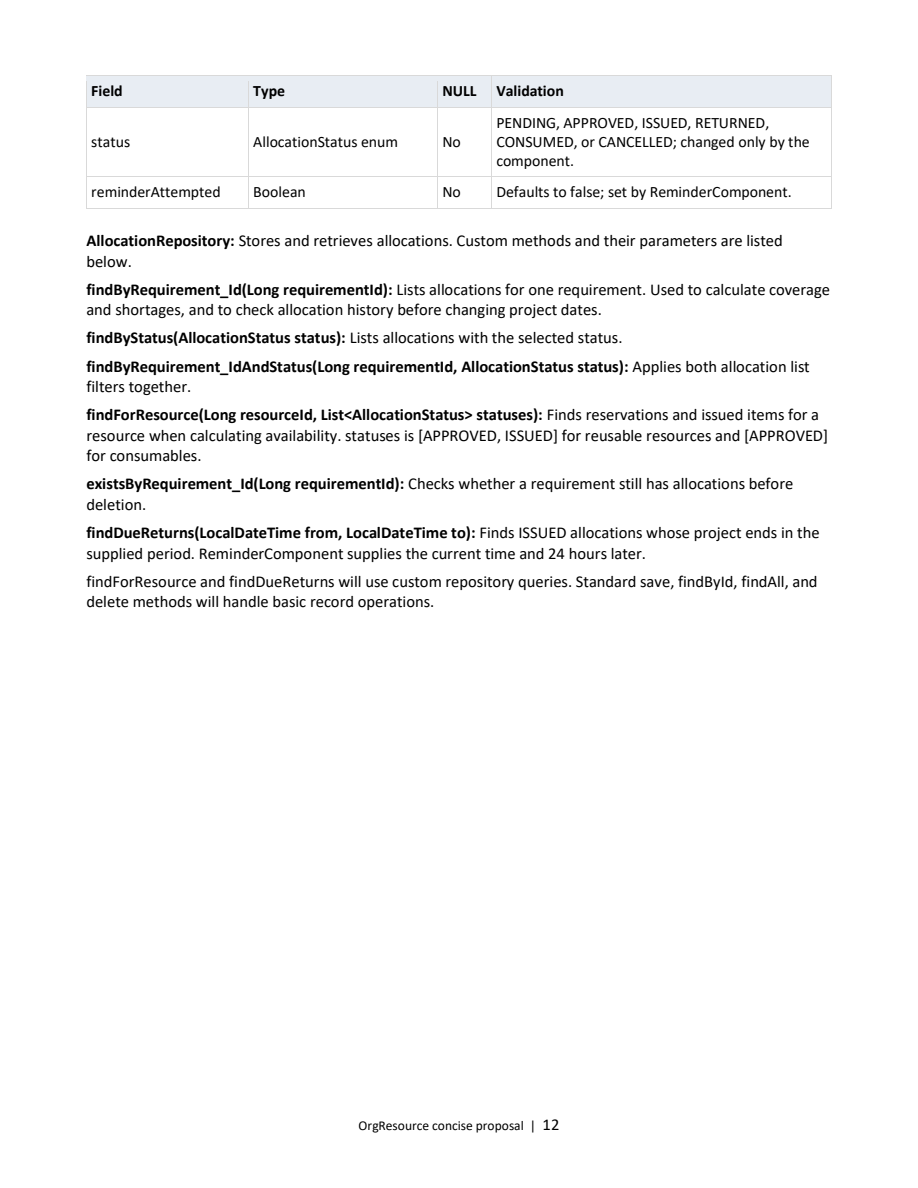 Field Type NULL Validation
status AllocationStatus enum No PENDING, APPROVED, ISSUED, RETURNED,
CONSUMED, or CANCELLED; changed only by the
component.
reminderAttempted Boolean No Defaults to false; set by ReminderComponent.
AllocationRepository: Stores and retrieves allocations. Custom methods and their parameters are listed
below.
findByRequirement_Id(Long requirementId): Lists allocations for one requirement. Used to calculate coverage
and shortages, and to check allocation history before changing project dates.
findByStatus(AllocationStatus status): Lists allocations with the selected status.
findByRequirement_IdAndStatus(Long requirementId, AllocationStatus status): Applies both allocation list
filters together.
findForResource(Long resourceId, List<AllocationStatus> statuses): Finds reservations and issued items for a
resource when calculating availability. statuses is [APPROVED, ISSUED] for reusable resources and [APPROVED]
for consumables.
existsByRequirement_Id(Long requirementId): Checks whether a requirement still has allocations before
deletion.
findDueReturns(LocalDateTime from, LocalDateTime to): Finds ISSUED allocations whose project ends in the
supplied period. ReminderComponent supplies the current time and 24 hours later.
findForResource and findDueReturns will use custom repository queries. Standard save, findById, findAll, and
delete methods will handle basic record operations.
OrgResource concise proposal | 12